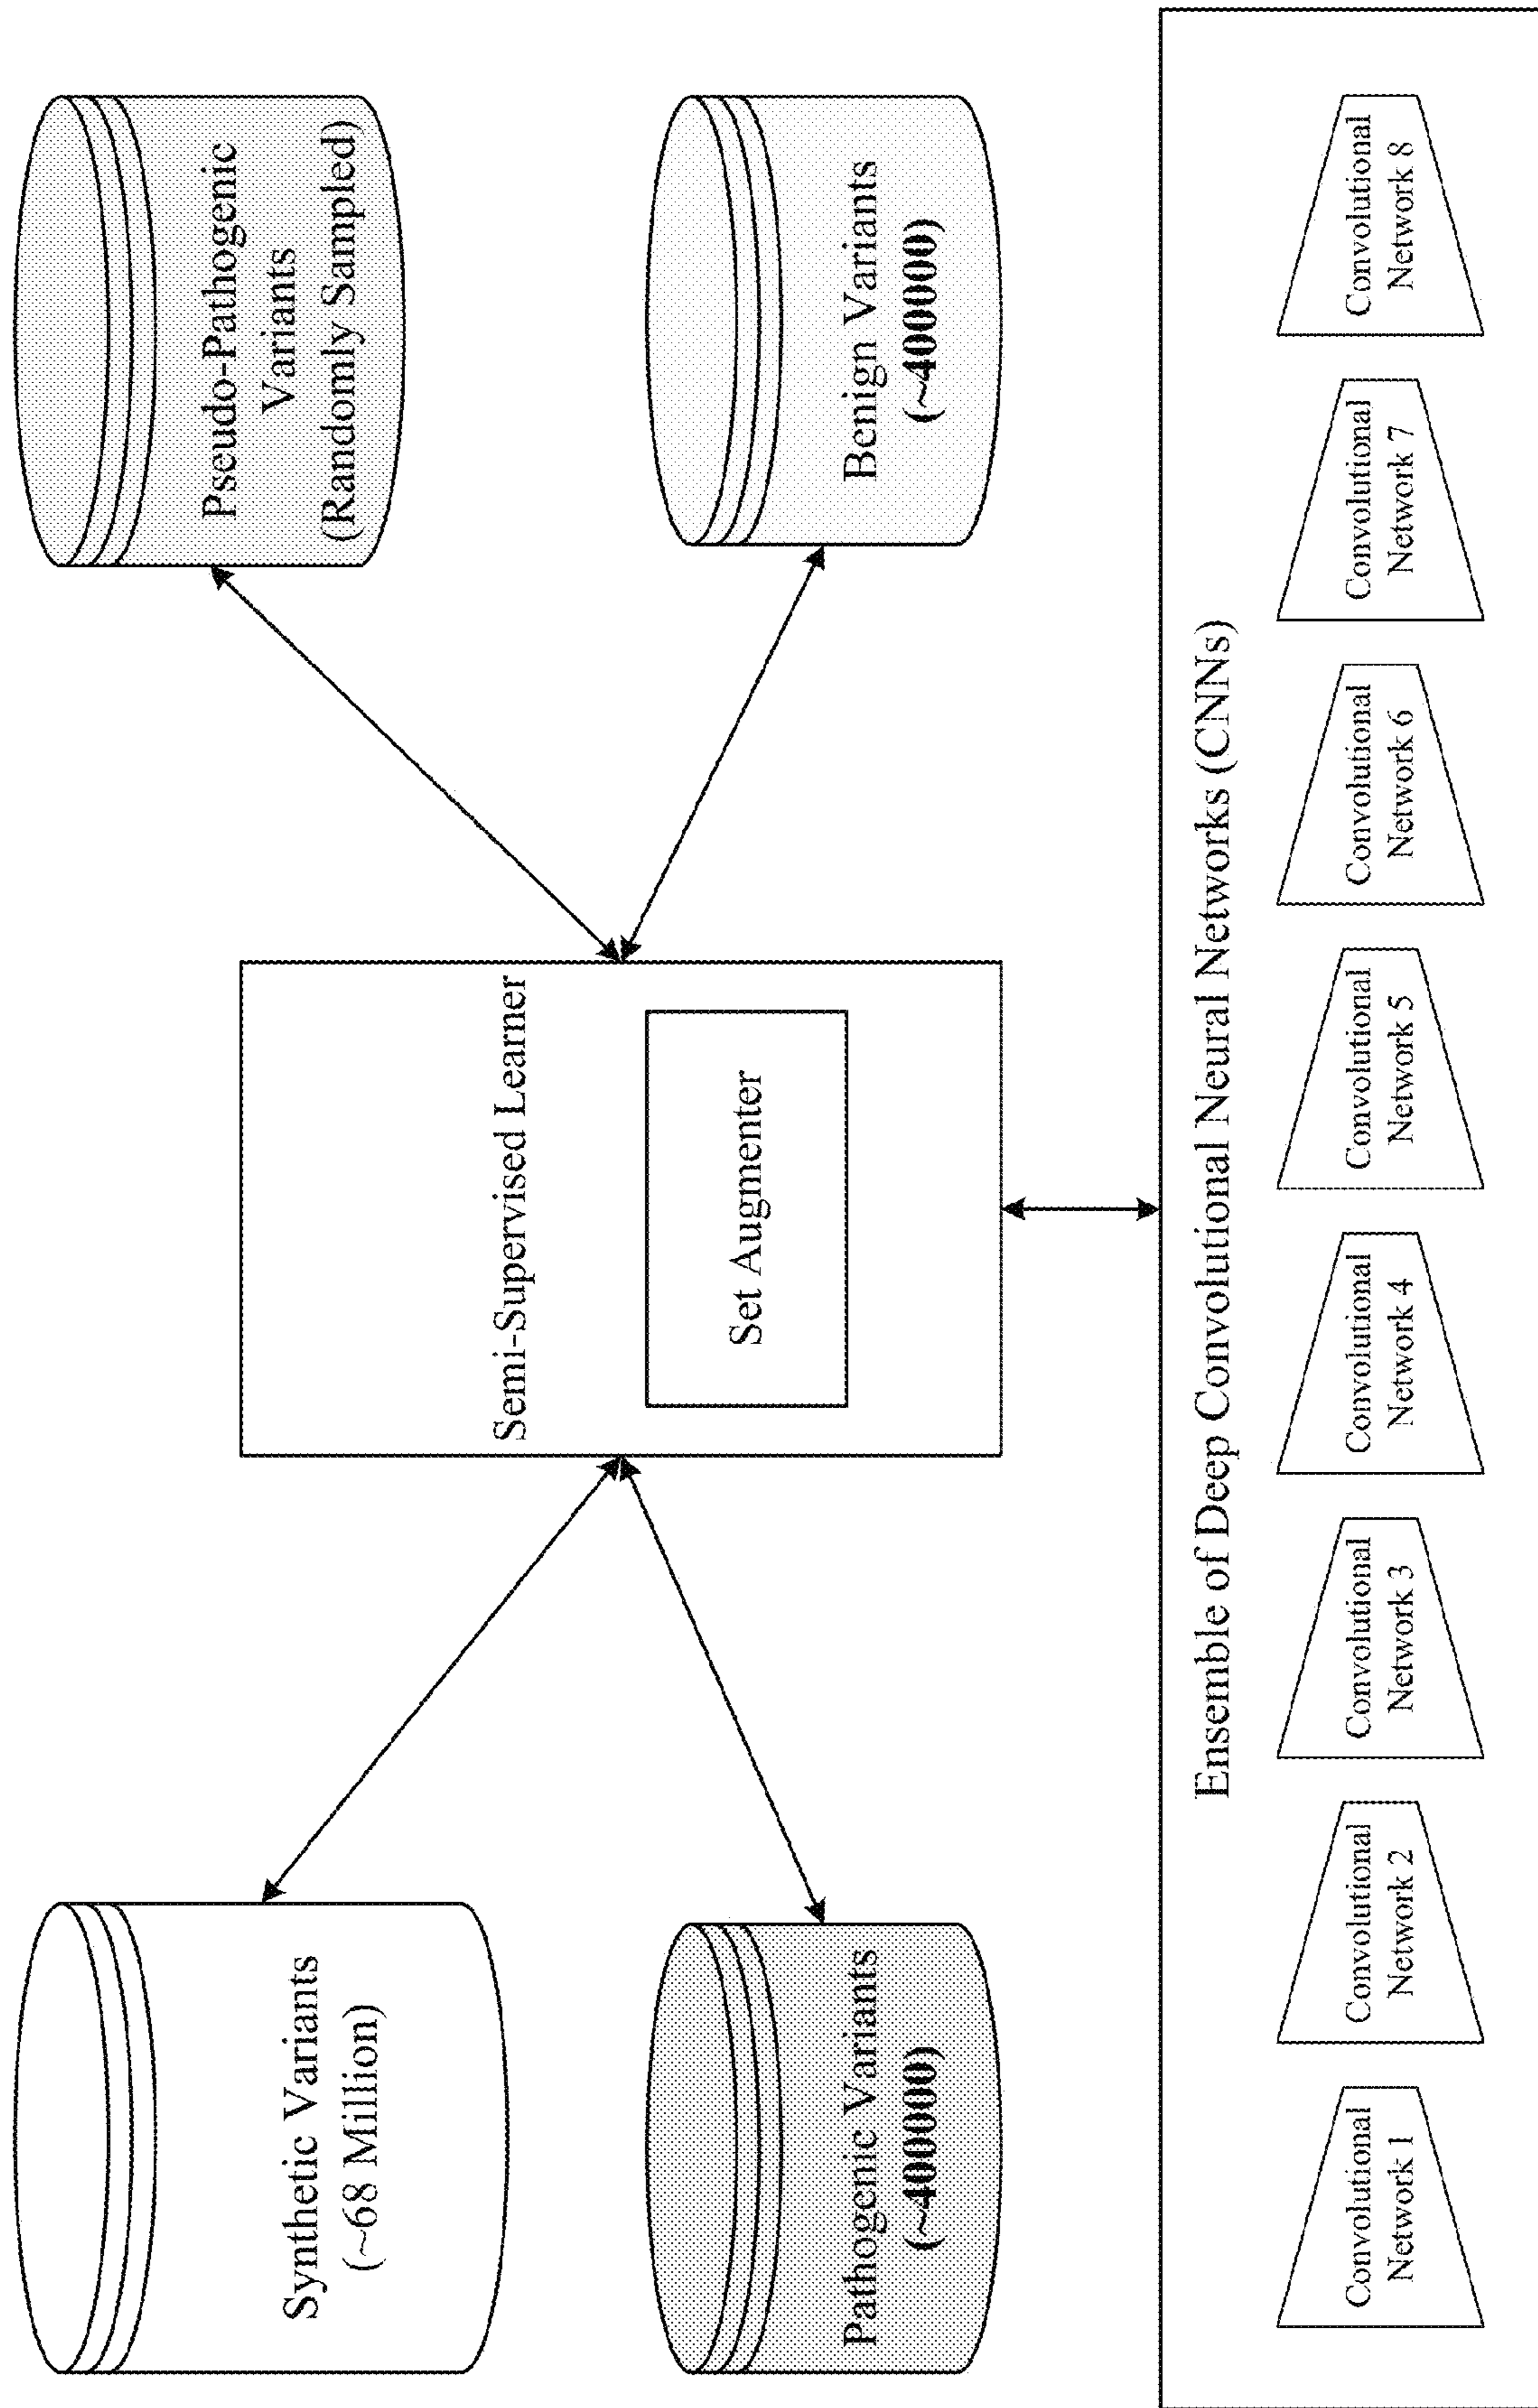 Synthetic Variants
(~68 Million)
Pseudo-Pathogenic
Variants
(Randomly Sampled)
Semi-Supervised Learner
Set Augmenter
Pathogenic Variants
(~400000)
Benign Variants
(~400000)
Ensemble of Deep Convolutional Neural Networks (CNNs)
Convolutional
Network 1
Convolutional
Network 2
Convolutional
Network 3
Convolutional
Network 4
Convolutional
Network 5
Convolutional
Network 6
Convolutional
Network 7
Convolutional
Network 8